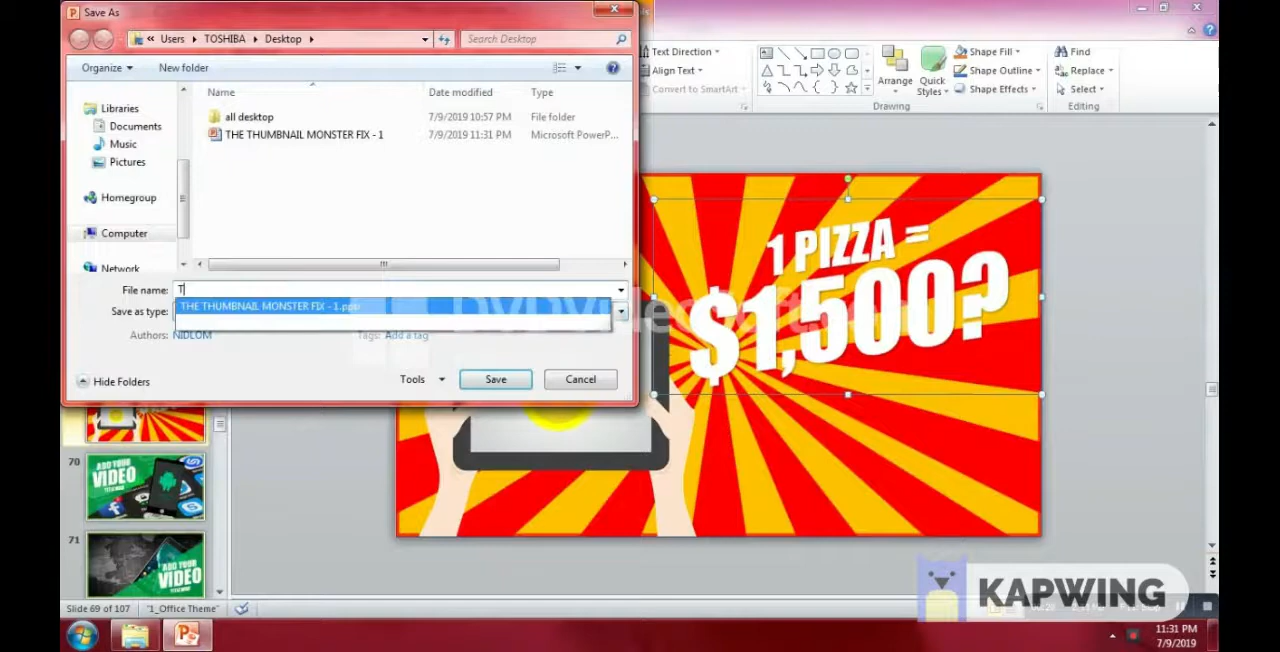 Save As
« Users ▸ TOSHIBA ▸ Desktop ▸
Search Desktop
Organize
New folder
Name
Date modified
Type
Libraries
Documents
Music
Pictures
Homegroup
Computer
Network
all desktop
7/9/2019 10:57 PM
File folder
THE THUMBNAIL MONSTER FIX - 1
7/9/2019 11:31 PM
Microsoft PowerP...
File name:
T
THE THUMBNAIL MONSTER FIX - 1
Save as type:
Authors:
NIDLOM
Tags:
Add a tag
Hide Folders
Tools
Save
Cancel
Text Direction
Align Text
Convert to SmartArt
Arrange
Quick
Styles
Shape Fill
Shape Outline
Shape Effects
Drawing
Find
Replace
Select
Editing
1 PIZZA =
$1,500?
70
ADD YOUR
VIDEO
71
ADD YOUR
VIDEO
KAPWING
Slide 69 of 107
"1_Office Theme"
11:31 PM
7/9/2019